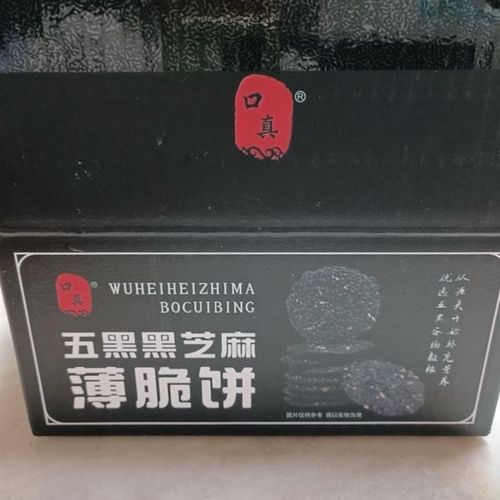 口真®
口真®
WUHEIHEIZHIMA
BOCUIBING
五黑黑芝麻
薄脆饼
从源头开始补充营养
优选五黑谷物数粮
图片仅供参考 请以实物为准